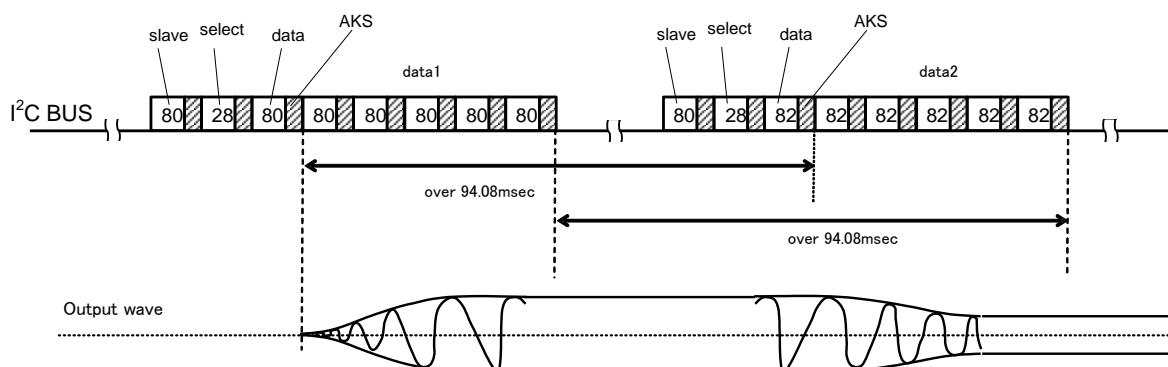 slave select data AKS
data1
slave select data AKS
data2
I²C BUS
80 28 80 80 80 80 80 80
80 28 82 82 82 82 82 82
over 94.08msec
over 94.08msec
Output wave